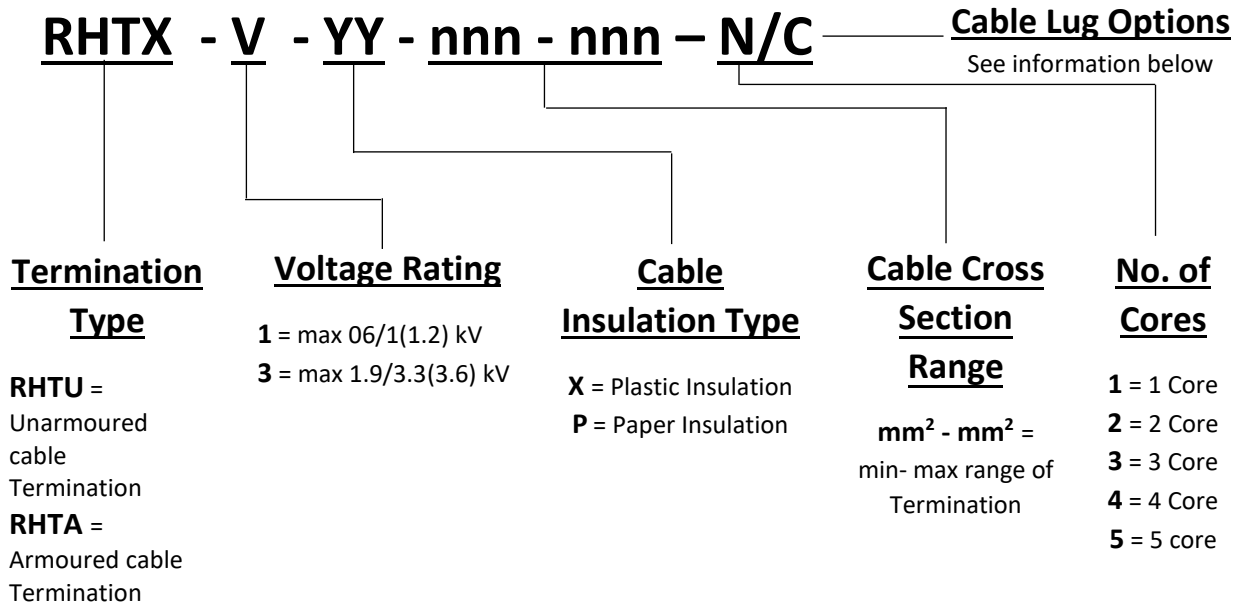 RHTX - V - YY - nnn - nnn – N/C
Cable Lug Options
See information below
Termination
Type
RHTU =
Unarmoured
cable
Termination
RHTA =
Armoured cable
Termination
Voltage Rating
1 = max 06/1(1.2) kV
3 = max 1.9/3.3(3.6) kV
Cable
Insulation Type
X = Plastic Insulation
P = Paper Insulation
Cable Cross
Section
Range
mm² - mm² =
min- max range of
Termination
No. of
Cores
1 = 1 Core
2 = 2 Core
3 = 3 Core
4 = 4 Core
5 = 5 core